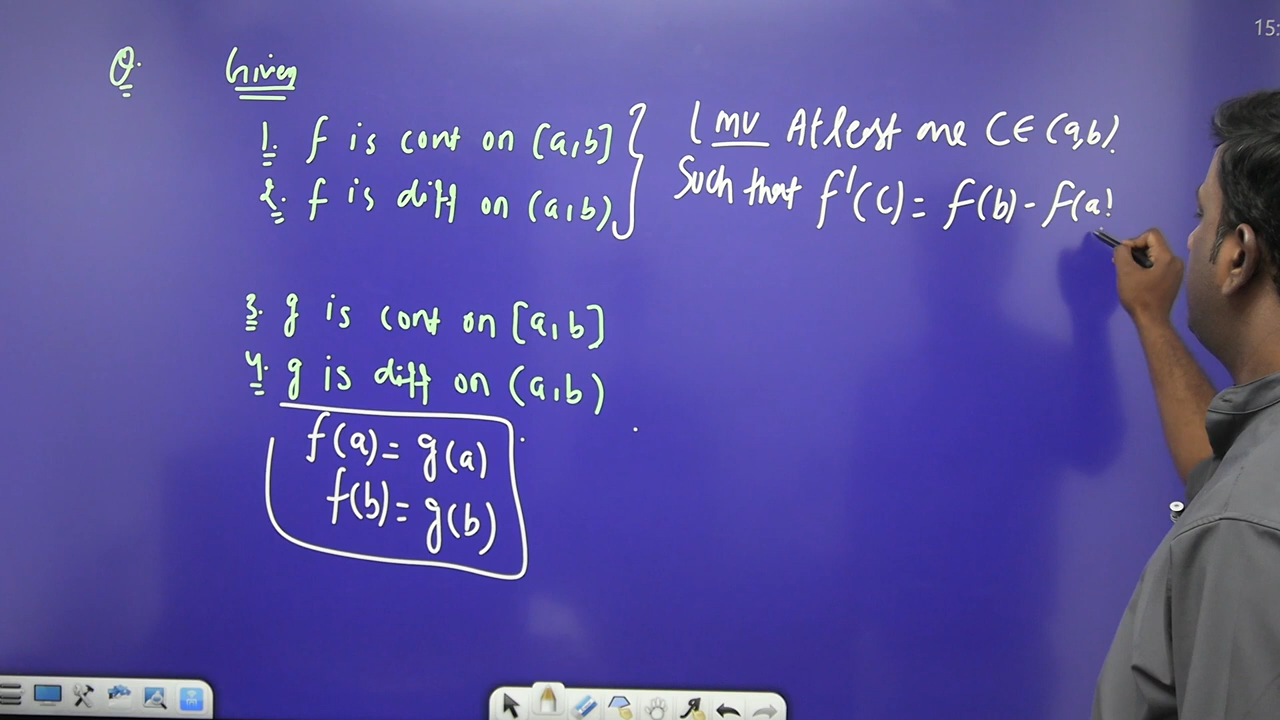 Q. Given
1. f is cont on [a,b]
2. f is diff on (a,b)
LMV Atleast one C ∈ (a,b).
Such that f'(c) = f(b) - f(a
3. g is cont on [a,b]
4. g is diff on (a,b)
f(a) = g(a)
f(b) = g(b)
15: